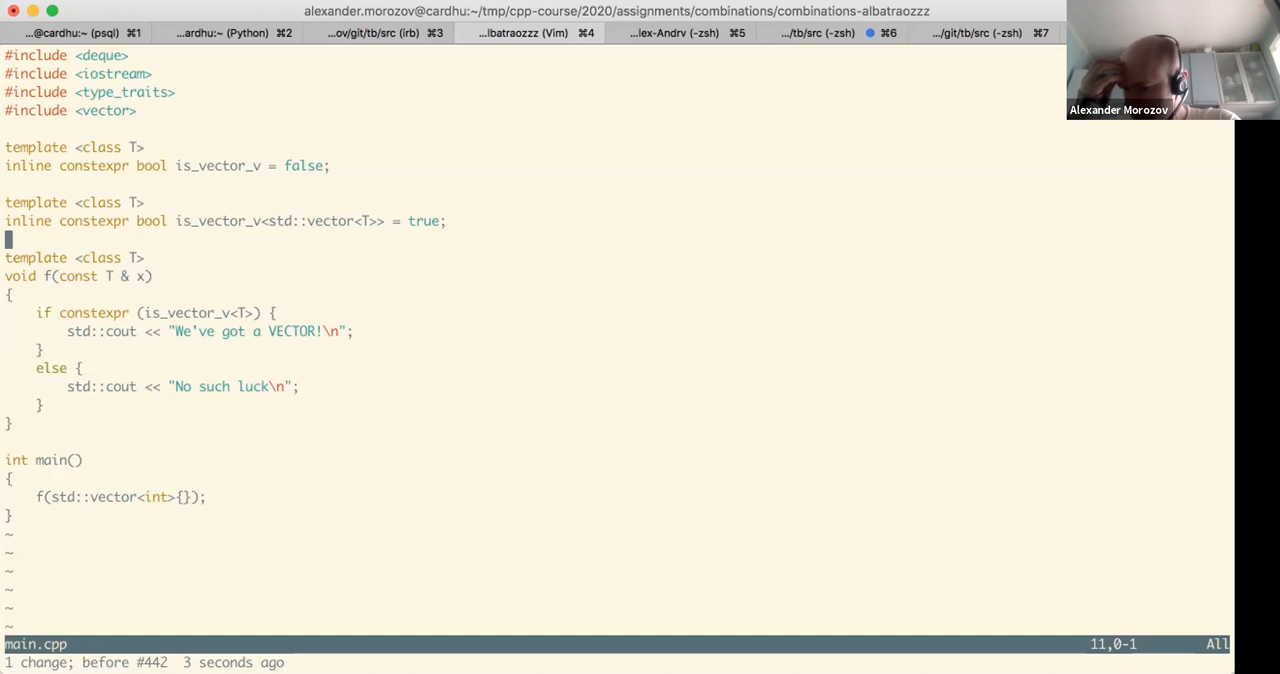 alexander.morozov@cardhu:~/tmp/cpp-course/2020/assignments/combinations/combinations-albatraozzz
...@cardhu:~ (psql) ⌘1 ...ardhu:~ (Python) ⌘2 ...ov/git/tb/src (irb) ⌘3 ...lbatraozzz (Vim) ⌘4 ...lex-Andrv (-zsh) ⌘5 .../tb/src (-zsh) ⌘6 .../git/tb/src (-zsh) ⌘7
Alexander Morozov
#include <deque>
#include <iostream>
#include <type_traits>
#include <vector>
template <class T>
inline constexpr bool is_vector_v = false;
template <class T>
inline constexpr bool is_vector_v<std::vector<T>> = true;
template <class T>
void f(const T & x)
{
    if constexpr (is_vector_v<T>) {
        std::cout << "We've got a VECTOR!\n";
    }
    else {
        std::cout << "No such luck\n";
    }
}
int main()
{
    f(std::vector<int>{});
}
~
~
~
~
~
~
main.cpp 11,0-1 All
1 change; before #442 3 seconds ago